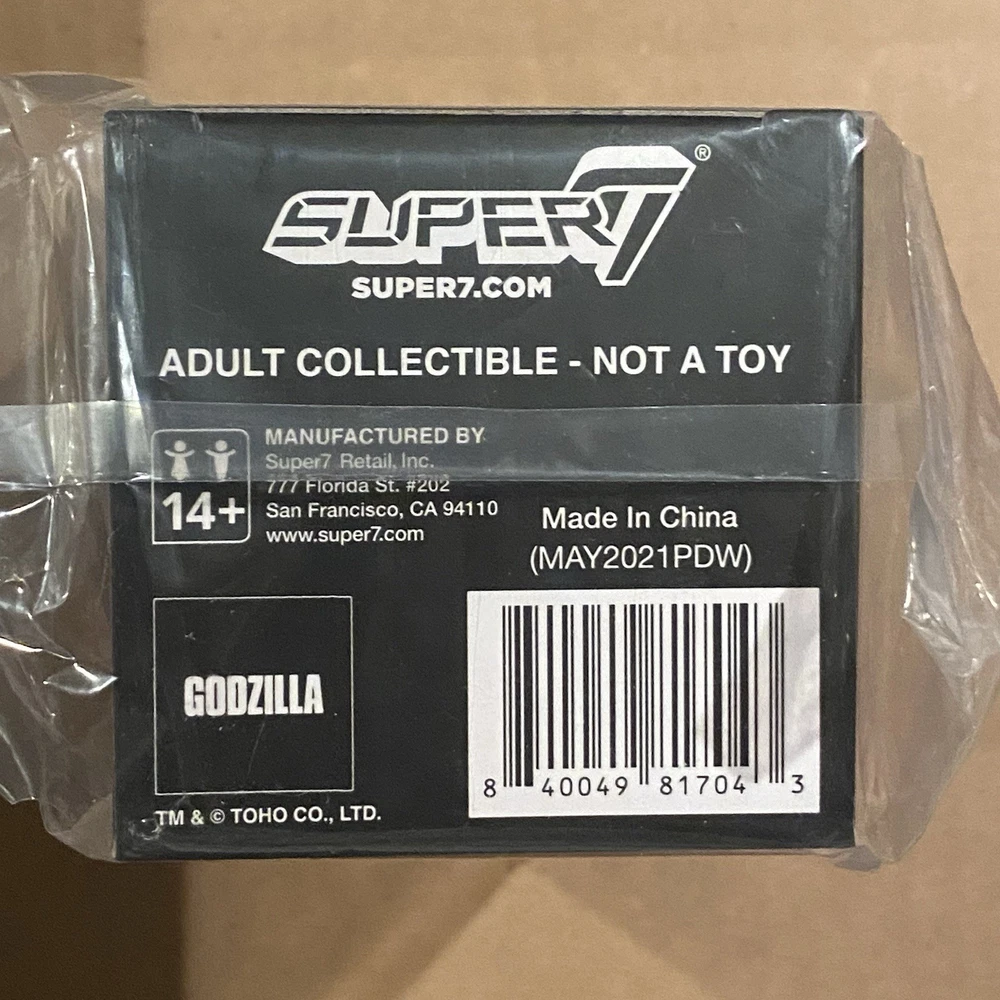 SUPER7®
SUPER7.COM
ADULT COLLECTIBLE - NOT A TOY
14+
MANUFACTURED BY
Super7 Retail, Inc.
777 Florida St. #202
San Francisco, CA 94110
www.super7.com
Made In China
(MAY2021PDW)
GODZILLA
TM & © TOHO CO., LTD.
8 40049 81704 3